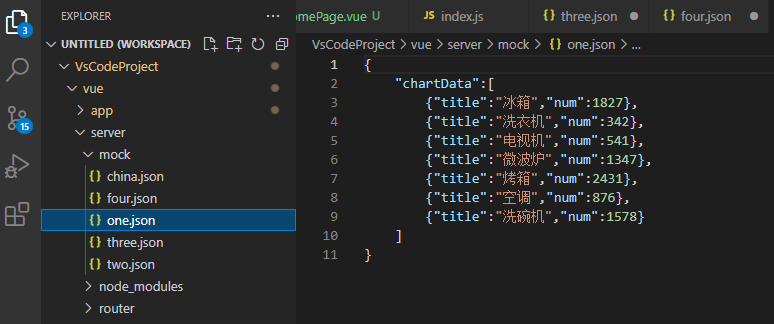 EXPLORER
UNTITLED (WORKSPACE)
VsCodeProject
vue
app
server
mock
china.json
four.json
one.json
three.json
two.json
node_modules
router
3
15
omePage.vue U
JS index.js
{} three.json
{} four.json
VsCodeProject > vue > server > mock > {} one.json > ...
1 {
2 "chartData":[
3 {"title":"冰箱","num":1827},
4 {"title":"洗衣机","num":342},
5 {"title":"电视机","num":541},
6 {"title":"微波炉","num":1347},
7 {"title":"烤箱","num":2431},
8 {"title":"空调","num":876},
9 {"title":"洗碗机","num":1578}
10 ]
11 }